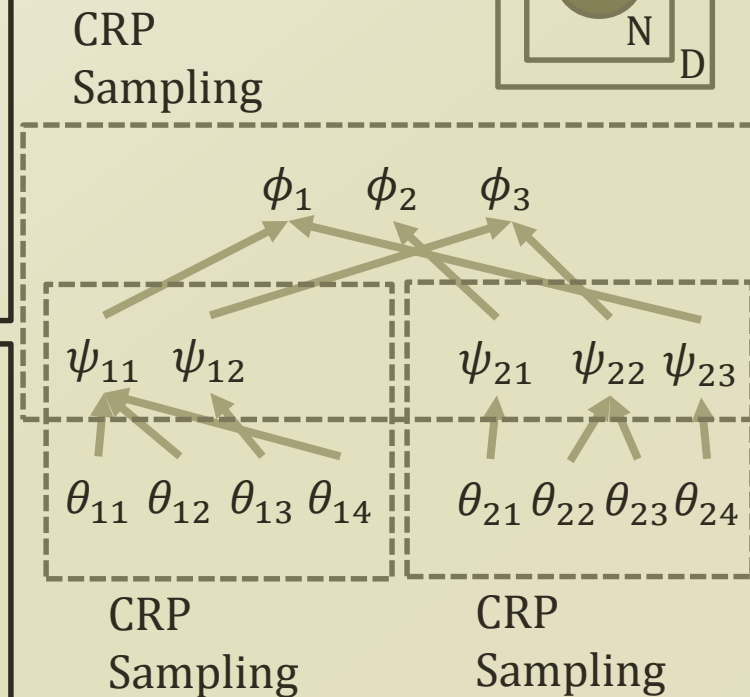 CRP
Sampling
N
D
ϕ₁ ϕ₂ ϕ₃
ψ₁₁ ψ₁₂ ψ₂₁ ψ₂₂ ψ₂₃
θ₁₁ θ₁₂ θ₁₃ θ₁₄ θ₂₁ θ₂₂ θ₂₃ θ₂₄
CRP
Sampling
CRP
Sampling